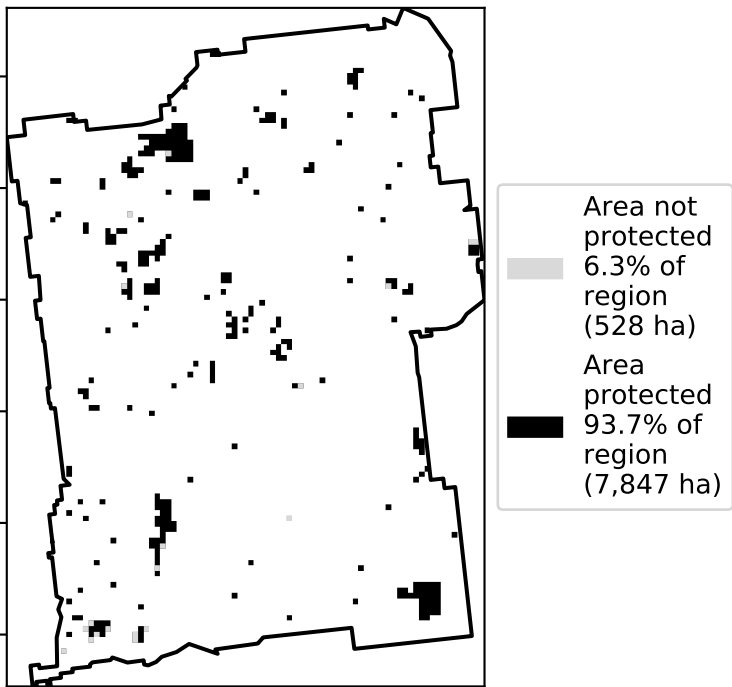 Area not
protected
6.3% of
region
(528 ha)
Area
protected
93.7% of
region
(7,847 ha)